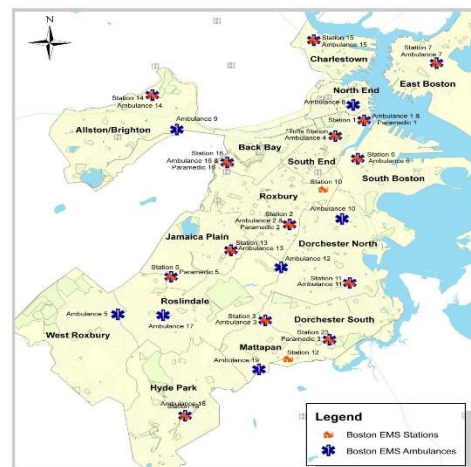 N
Station 15
Ambulance 15
Charlestown
Station 7
Ambulance 7
East Boston
Station 14
Ambulance 14
Ambulance 9
Allston/Brighton
North End
Ambulance 8
Station 1
Ambulance 1 &
Paramedic 1
Tufts Station
Ambulance 4
Back Bay
South End
Station 16
Ambulance 16 &
Paramedic 16
Station 6
Ambulance 6
South Boston
Station 10
Roxbury
Ambulance 10
Station 2
Ambulance 2 &
Paramedic 2
Jamaica Plain
Station 13
Ambulance 13
Dorchester North
Ambulance 12
Station 5
Paramedic 5
Station 11
Ambulance 11
Roslindale
Ambulance 5
Ambulance 17
West Roxbury
Station 3
Ambulance 3
Dorchester South
Station 23
Paramedic 3
Mattapan
Station 12
Ambulance 19
Hyde Park
Ambulance 18
Legend
Boston EMS Stations
Boston EMS Ambulances